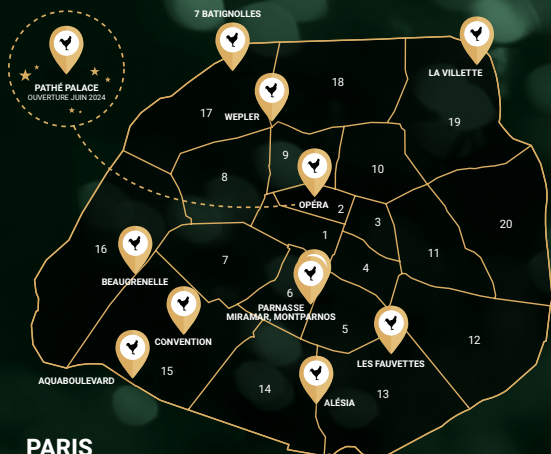 7 BATIGNOLLES
PATHÉ PALACE
OUVERTURE JUIN 2024
LA VILLETTE
18
17
WEPLER
19
9
10
8
OPÉRA
2
3
20
1
16
7
11
4
BEAUGRENELLE
6
PARNASSE
MIRAMAR, MONTPARNOS
5
CONVENTION
12
LES FAUVETTES
15
AQUABOULEVARD
14
13
ALÉSIA
PARIS